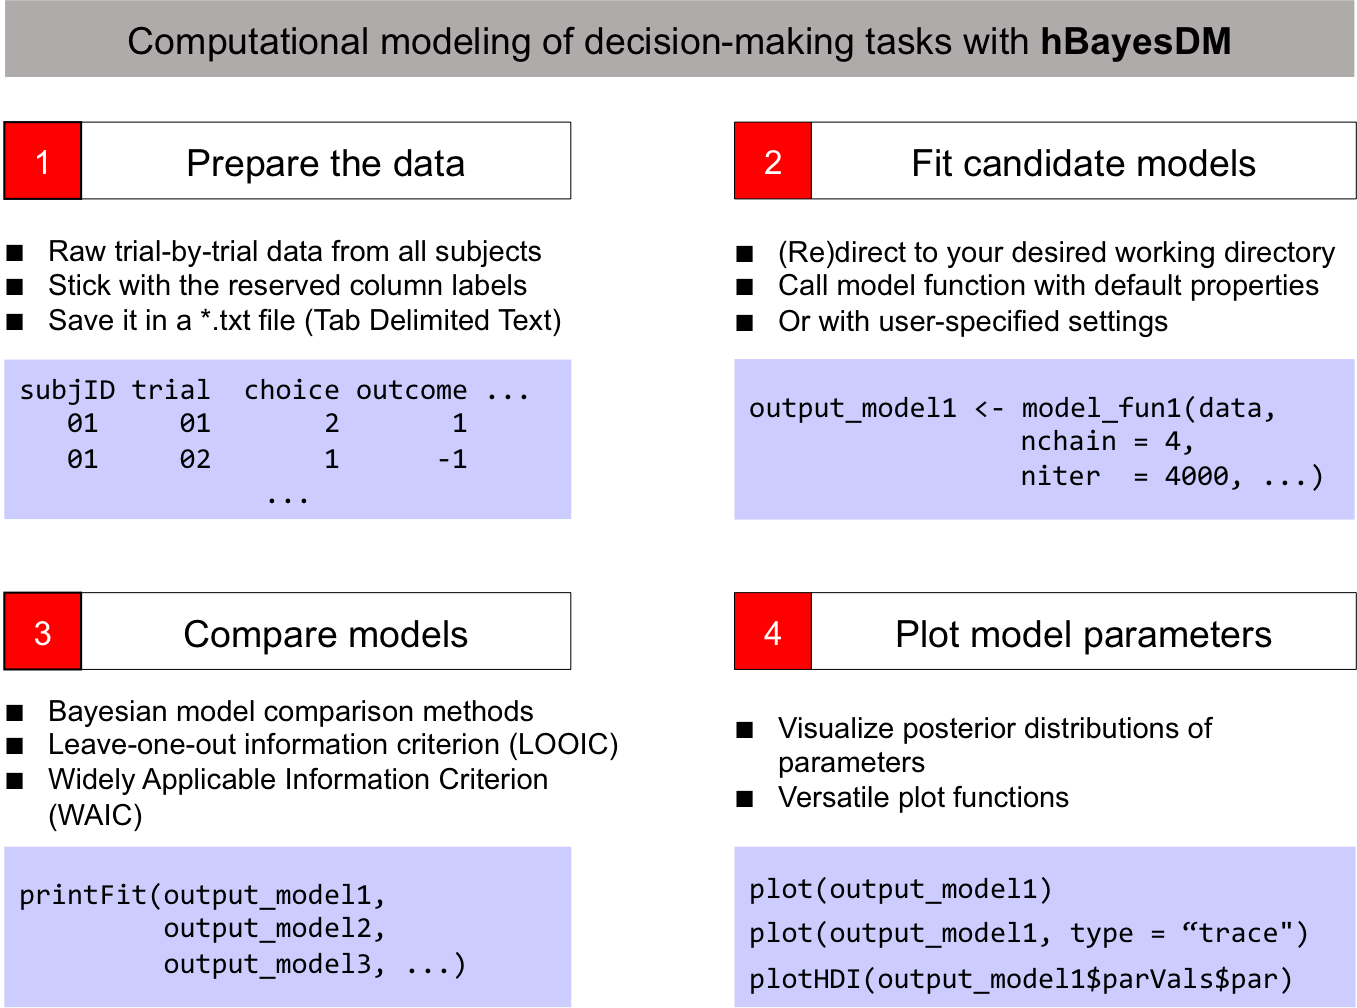 Computational modeling of decision-making tasks with hBayesDM
1
Prepare the data
■ Raw trial-by-trial data from all subjects
■ Stick with the reserved column labels
■ Save it in a *.txt file (Tab Delimited Text)
subjID trial  choice outcome ...
   01     01       2       1
   01     02       1      -1
...
2
Fit candidate models
■ (Re)direct to your desired working directory
■ Call model function with default properties
■ Or with user-specified settings
output_model1 <- model_fun1(data,
                 nchain = 4,
                 niter  = 4000, ...)
3
Compare models
■ Bayesian model comparison methods
■ Leave-one-out information criterion (LOOIC)
■ Widely Applicable Information Criterion
(WAIC)
printFit(output_model1,
         output_model2,
         output_model3, ...)
4
Plot model parameters
■ Visualize posterior distributions of
parameters
■ Versatile plot functions
plot(output_model1)
plot(output_model1, type = “trace")
plotHDI(output_model1$parVals$par)